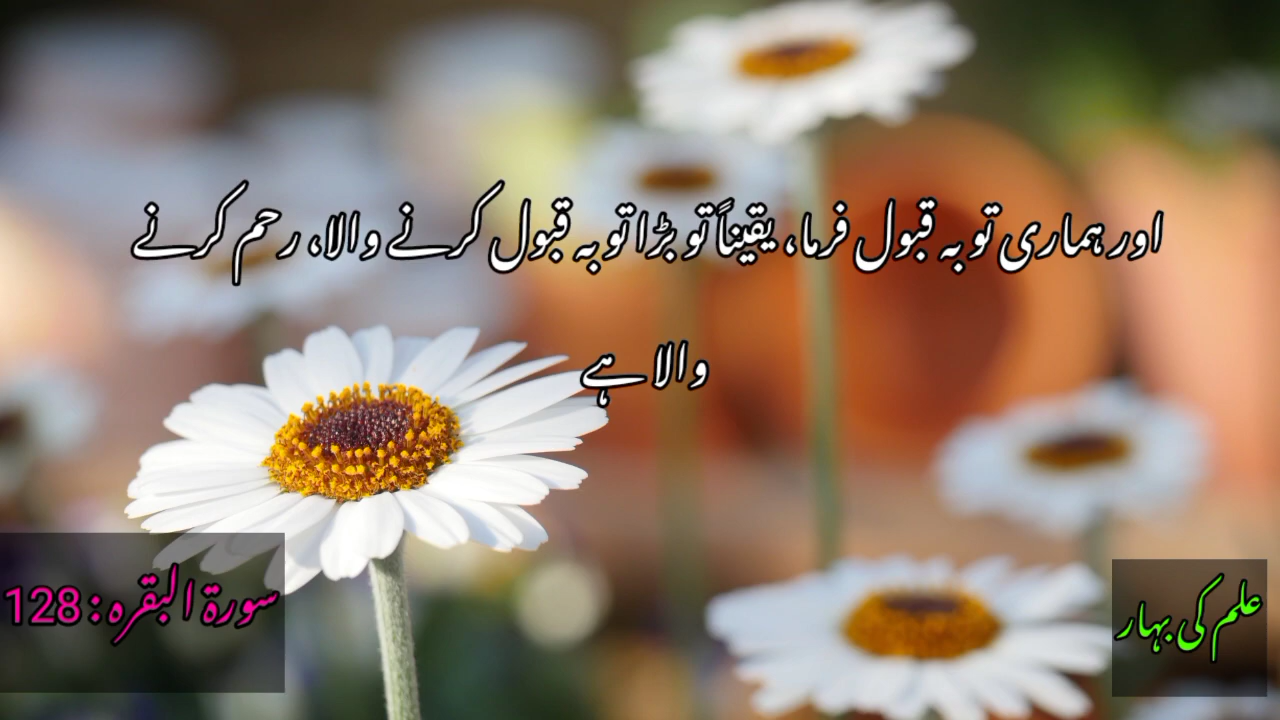 اور ہماری توبہ قبول فرما، یقیناً تو بڑا توبہ قبول کرنے والا، رحم کرنے
والا ہے
سورۃ البقرہ : 128
علم کی بہار